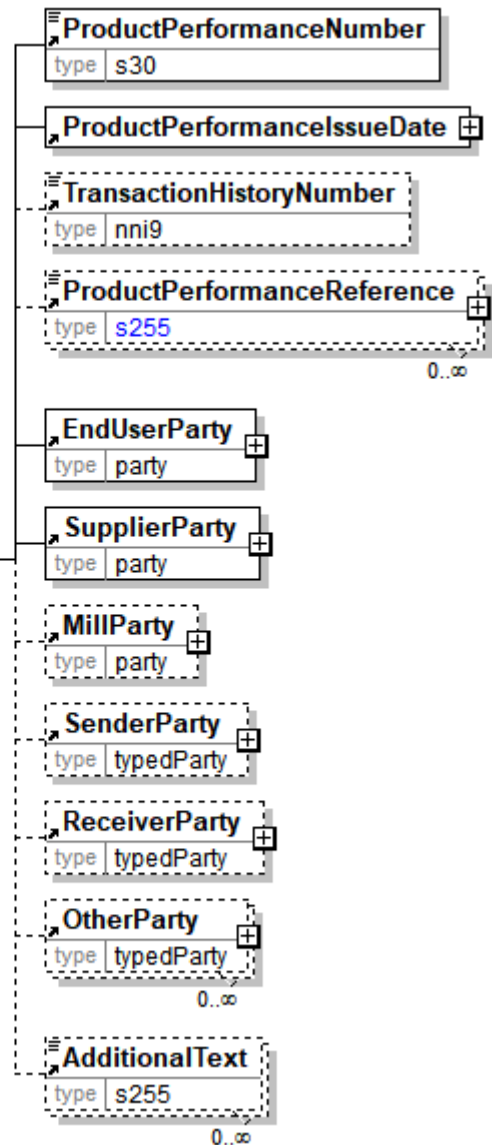 ProductPerformanceNumber
type s30
ProductPerformanceIssueDate
TransactionHistoryNumber
type nni9
ProductPerformanceReference
type s255
0..∞
EndUserParty
type party
SupplierParty
type party
MillParty
type party
SenderParty
type typedParty
ReceiverParty
type typedParty
OtherParty
type typedParty
0..∞
AdditionalText
type s255
0..∞